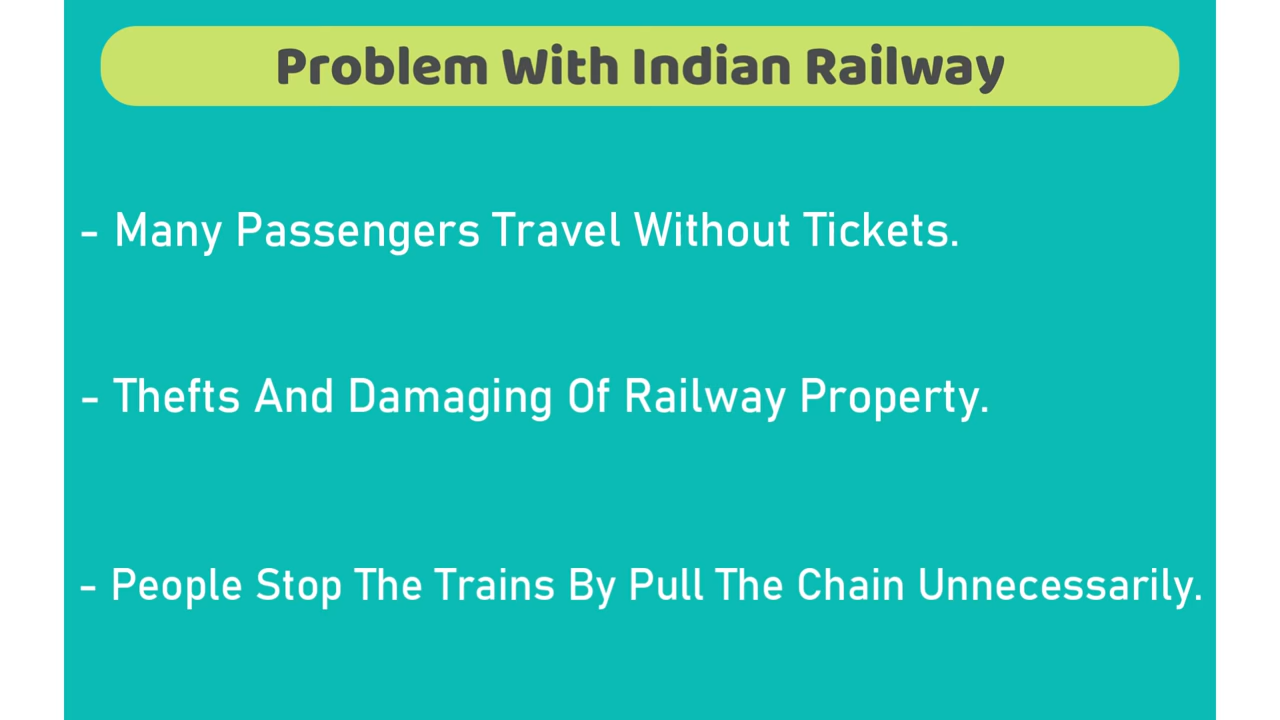 Problem With Indian Railway
- Many Passengers Travel Without Tickets.
- Thefts And Damaging Of Railway Property.
- People Stop The Trains By Pull The Chain Unnecessarily.